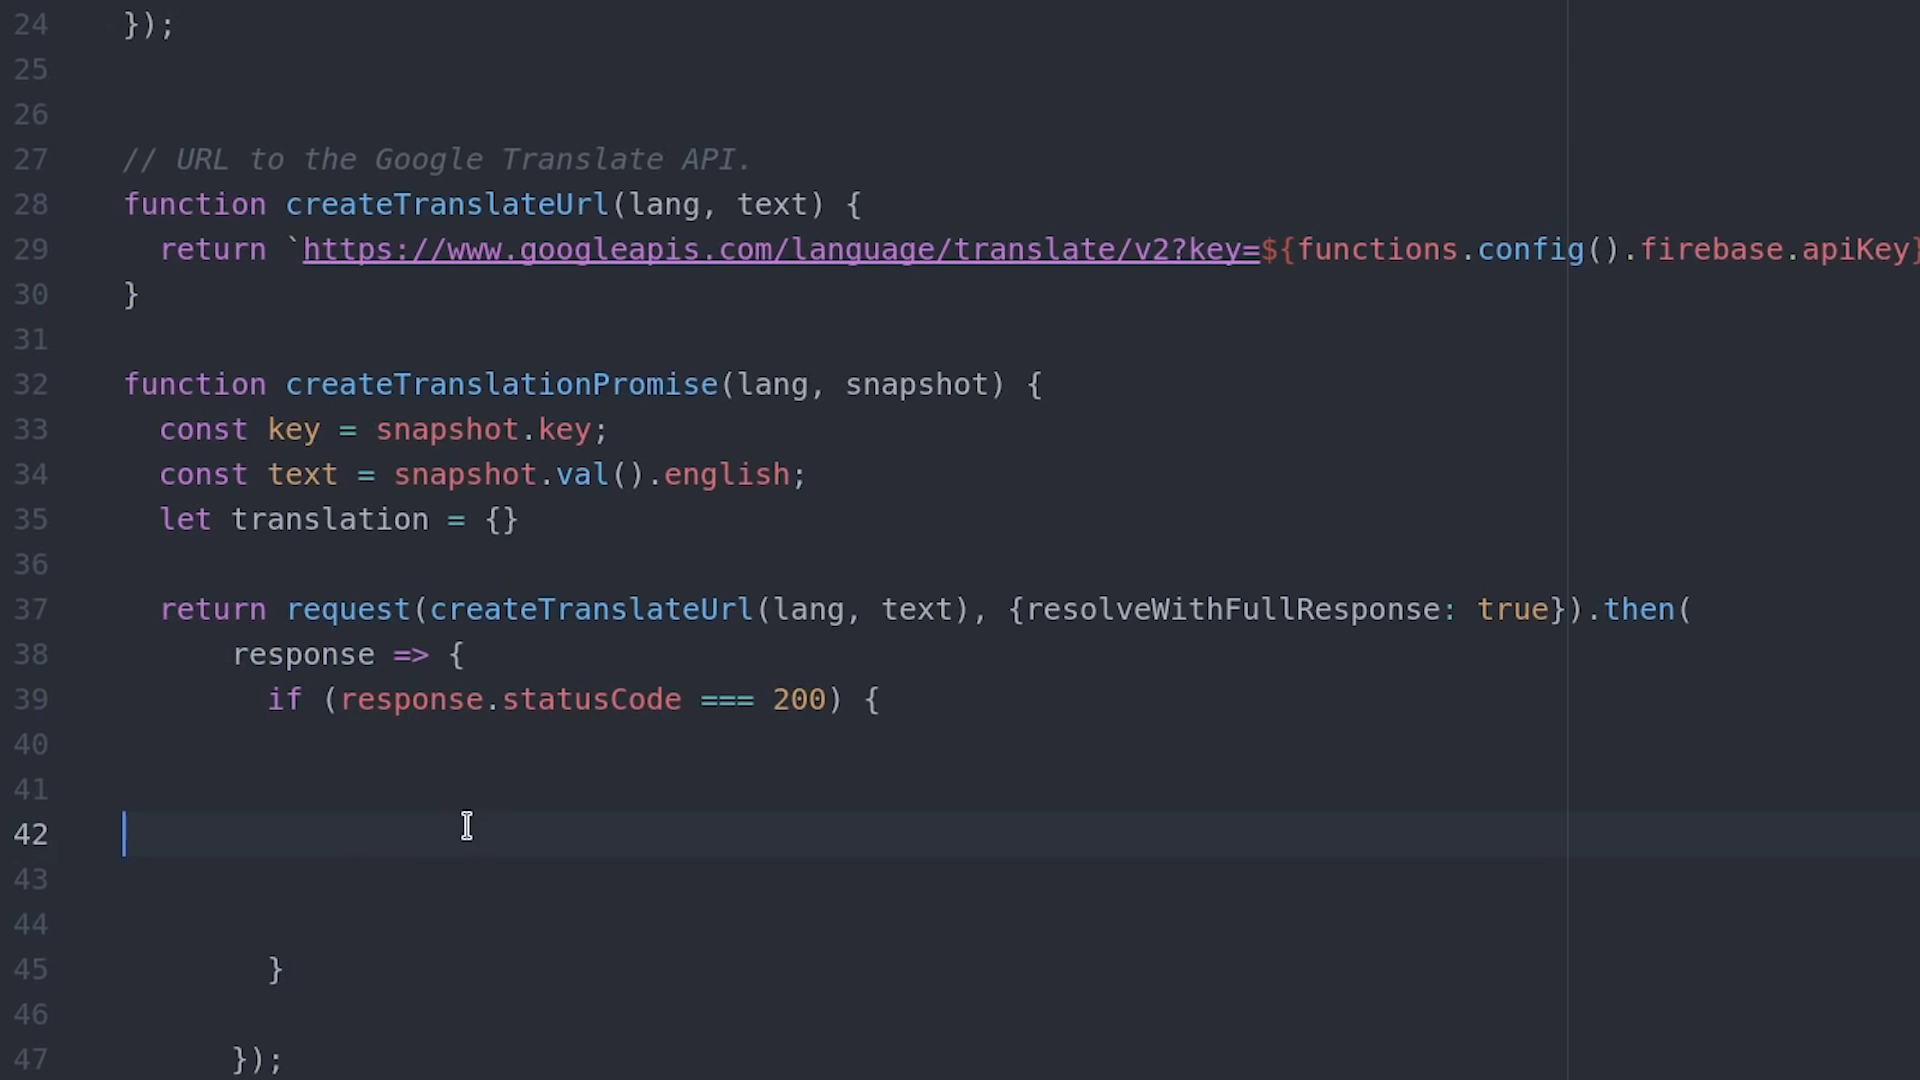 24 });
25
26
27 // URL to the Google Translate API.
28 function createTranslateUrl(lang, text) {
29 return `https://www.googleapis.com/language/translate/v2?key=${functions.config().firebase.apiKey}
30 }
31
32 function createTranslationPromise(lang, snapshot) {
33 const key = snapshot.key;
34 const text = snapshot.val().english;
35 let translation = {}
36
37 return request(createTranslateUrl(lang, text), {resolveWithFullResponse: true}).then(
38 response => {
39 if (response.statusCode === 200) {
40
41
42
43
44
45 }
46
47 });